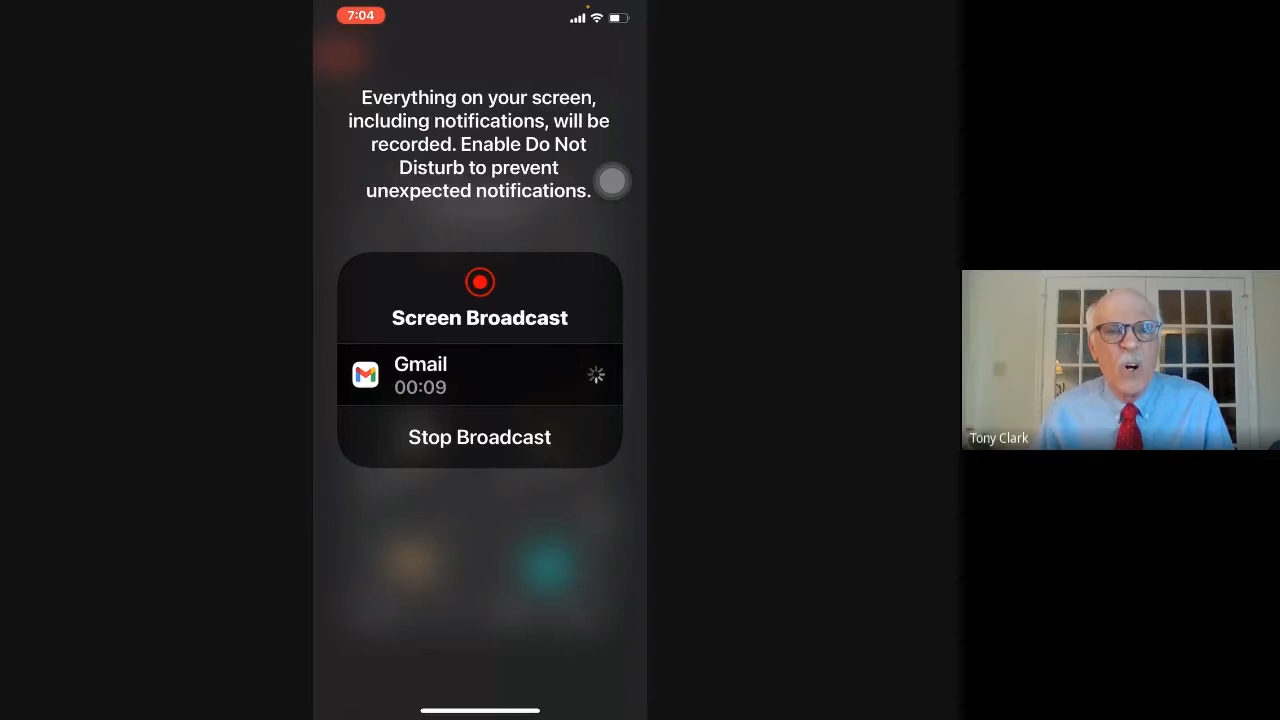 7:04
Everything on your screen,
including notifications, will be
recorded. Enable Do Not
Disturb to prevent
unexpected notifications.
Screen Broadcast
Gmail
00:09
Stop Broadcast
Tony Clark